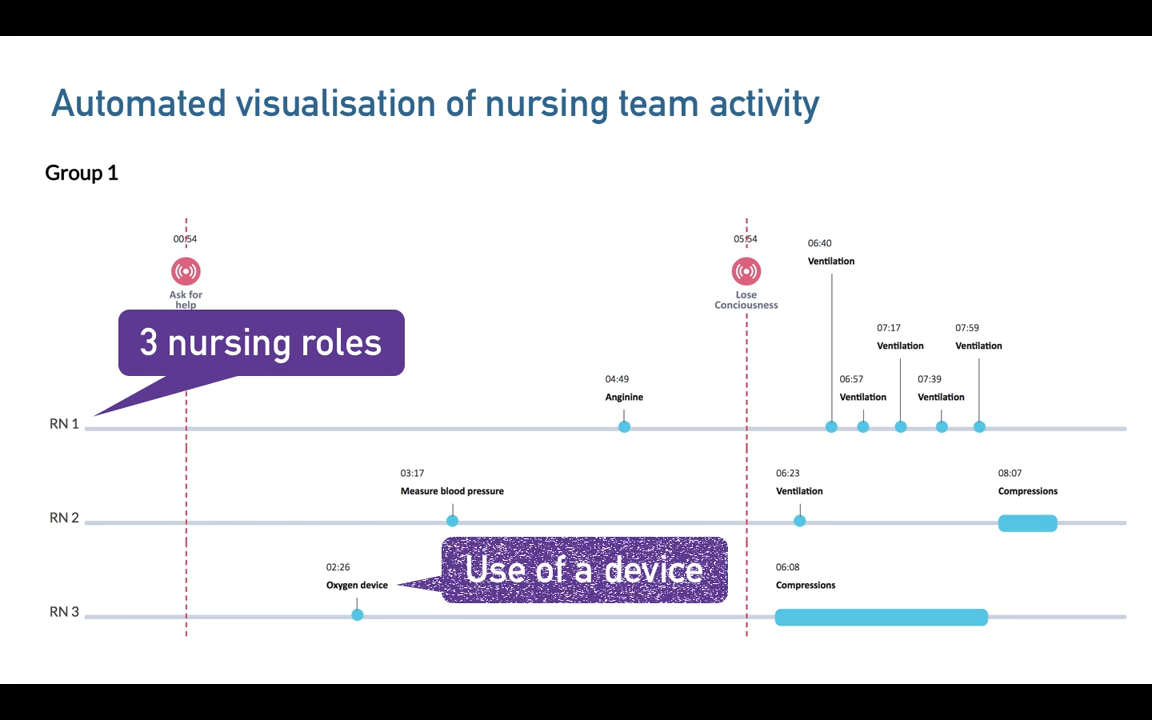 Automated visualisation of nursing team activity
Group 1
00:54
Ask for
help
05:54
Lose
Conciousness
06:40
Ventilation
3 nursing roles
07:17
Ventilation
07:59
Ventilation
04:49
Anginine
06:57
Ventilation
07:39
Ventilation
RN 1
03:17
Measure blood pressure
06:23
Ventilation
08:07
Compressions
RN 2
02:26
Oxygen device
Use of a device
06:08
Compressions
RN 3